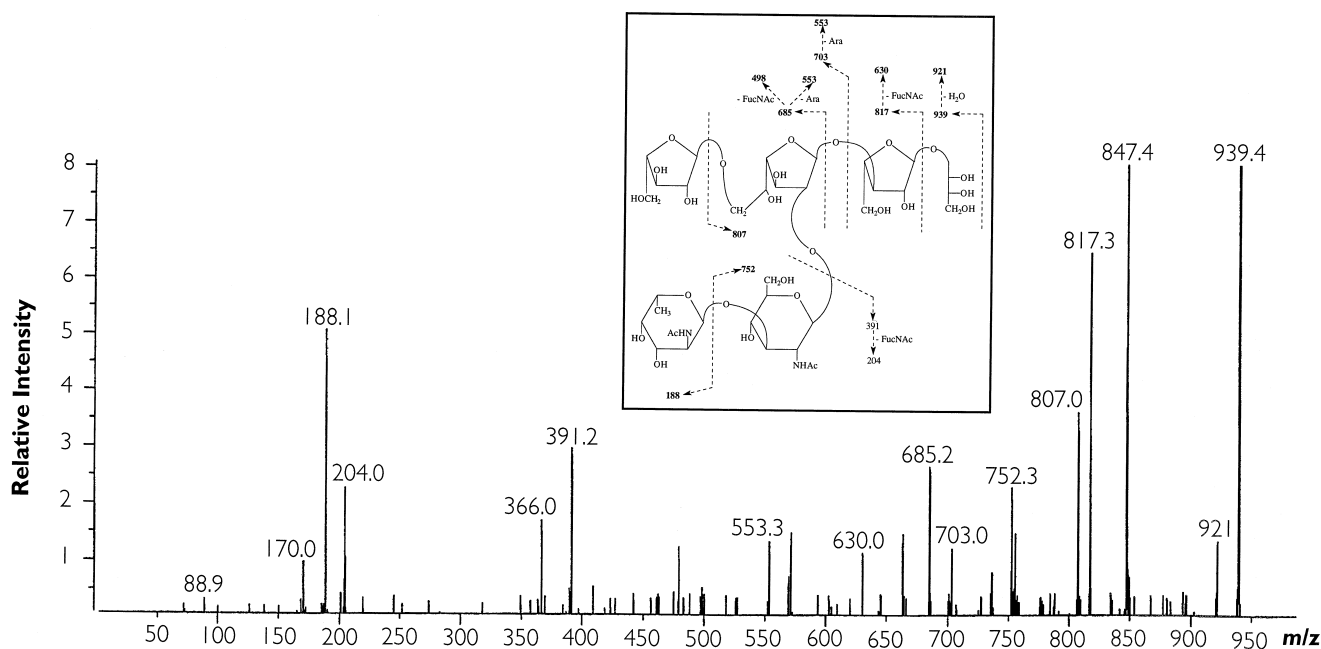 553
- Ara
703
498
553
630
921
- FucNAc
- Ara
- FucNAc
- H₂O
685
817
939
O
O
O
O
O
OH
O
OH
OH
OH
HOCH₂
OH
CH₂
OH
CH₂OH
OH
CH₂OH
807
O
752
CH₂OH
O
O
O
CH₃
391
HO
AcHN
HO
- FucNAc
OH
NHAc
204
188
Relative Intensity
8
7
6
5
4
3
2
1
847.4
939.4
817.3
188.1
807.0
391.2
685.2
204.0
752.3
366.0
553.3
170.0
630.0
703.0
921
88.9
50 100 150 200 250 300 350 400 450 500 550 600 650 700 750 800 850 900 950 m/z